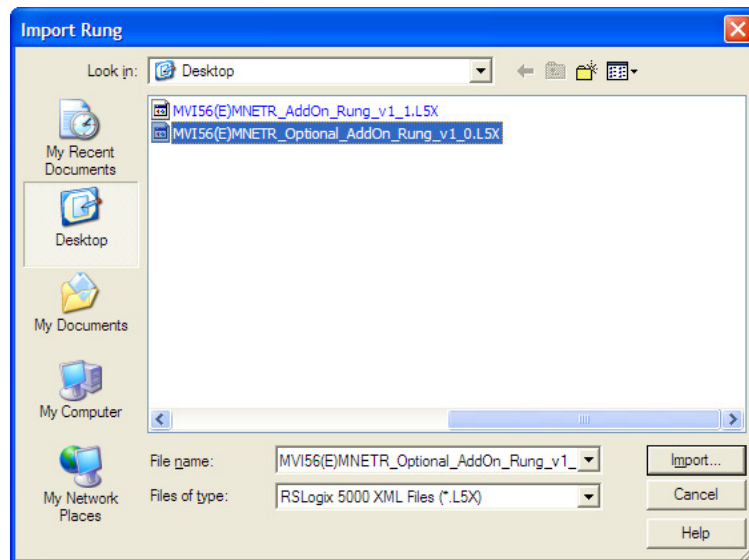 Import Rung
Look in:
Desktop
MVI56(E)MNETR_AddOn_Rung_v1_1.L5X
MVI56(E)MNETR_Optional_AddOn_Rung_v1_0.L5X
My Recent
Documents
Desktop
My Documents
My Computer
My Network
Places
File name:
MVI56(E)MNETR_Optional_AddOn_Rung_v1_
Files of type:
RSLogix 5000 XML Files (*.L5X)
Import...
Cancel
Help